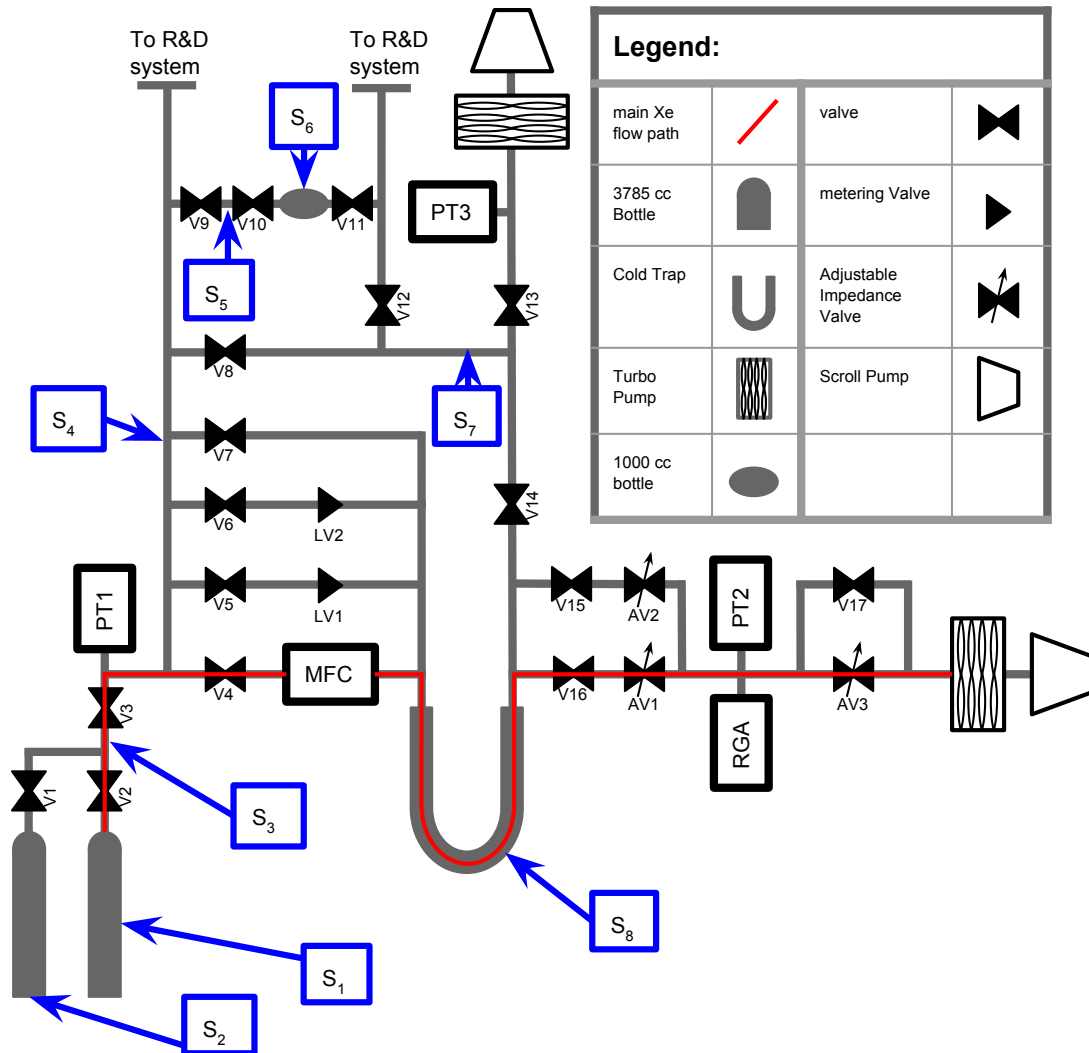 To R&D
system
To R&D
system
Legend:
main Xe
flow path
valve
3785 cc
Bottle
metering Valve
Cold Trap
Adjustable
Impedance
Valve
Turbo
Pump
Scroll Pump
1000 cc
bottle
S6
PT3
V9
V10
V11
S5
V12
V13
V8
S4
S7
V7
V14
V6
LV2
V5
LV1
V15
AV2
PT2
V17
PT1
V4
MFC
V16
AV1
AV3
V3
RGA
V1
V2
S3
S8
S1
S2